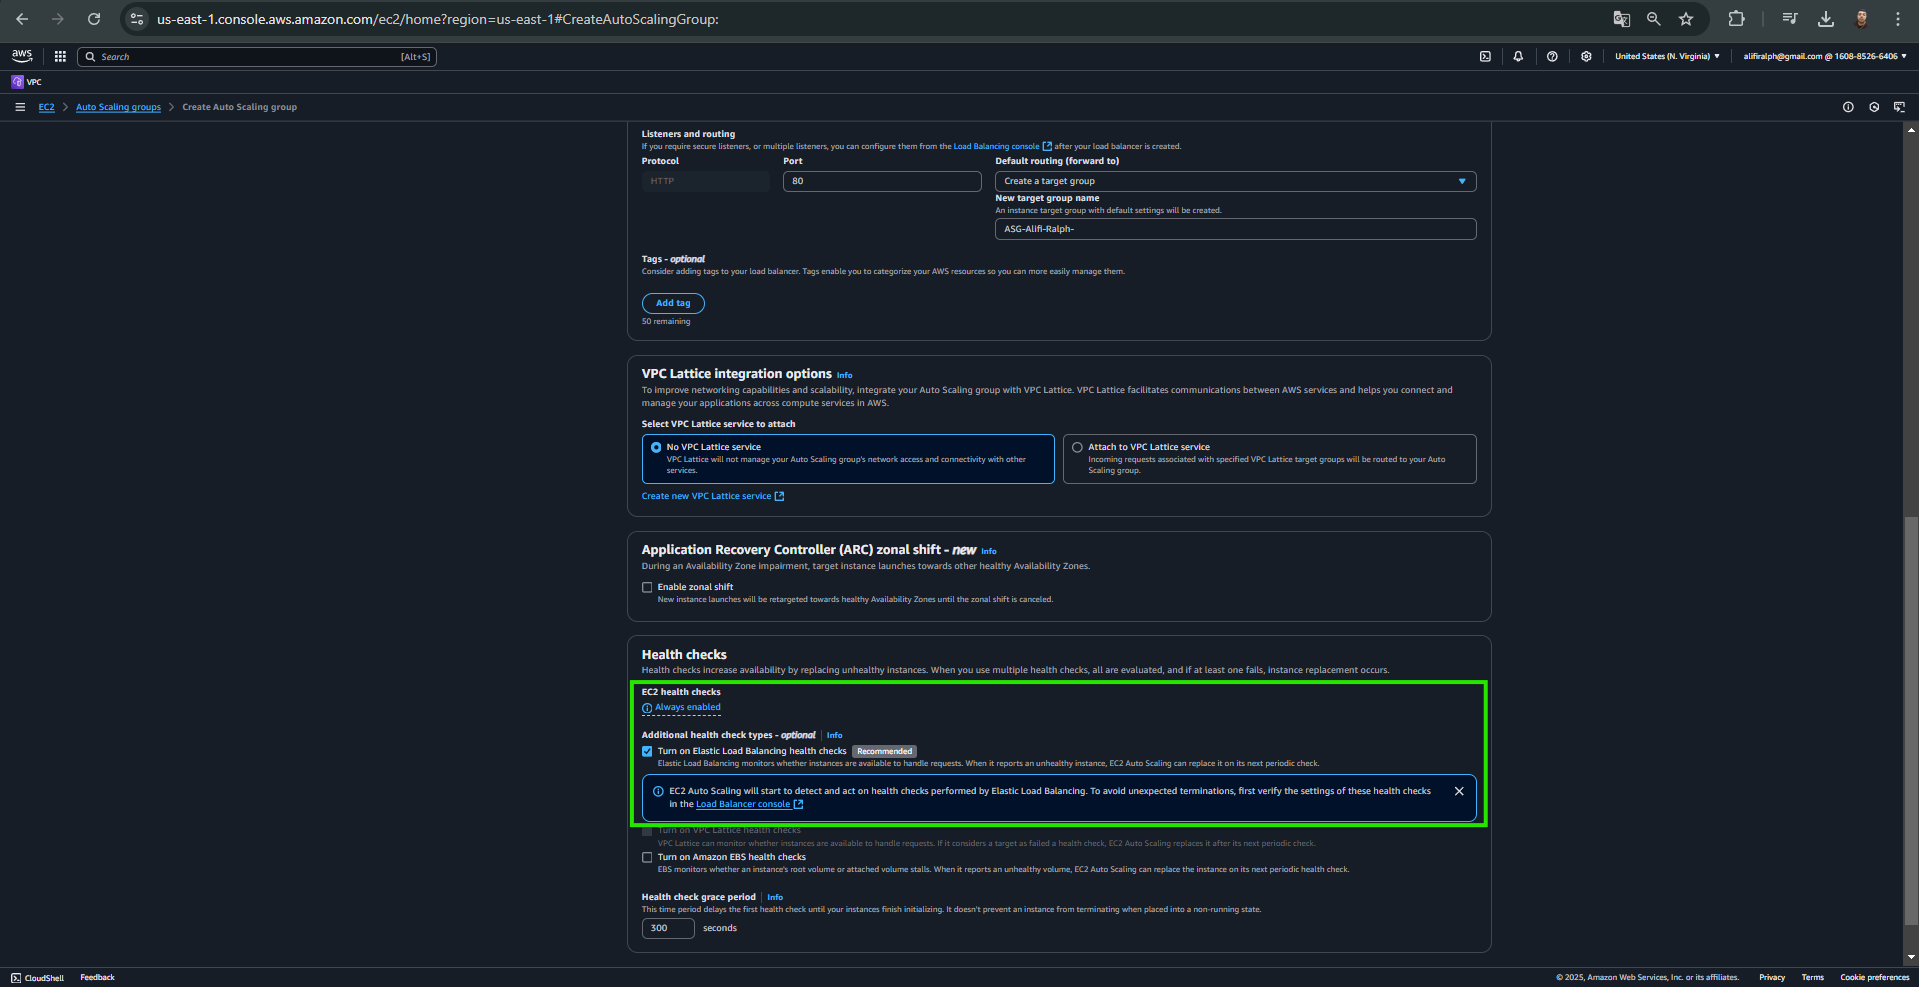 us-east-1.console.aws.amazon.com/ec2/home?region=us-east-1#CreateAutoScalingGroup:
aws
Search
[Alt+S]
United States (N. Virginia)
alifiralph@gmail.com @ 1608-8526-6406
VPC
EC2
Auto Scaling groups
Create Auto Scaling group
Listeners and routing
If you require secure listeners, or multiple listeners, you can configure them from the Load Balancing console after your load balancer is created.
Protocol
Port
Default routing (forward to)
HTTP
80
Create a target group
New target group name
An instance target group with default settings will be created.
ASG-Alifi-Ralph-
Tags - optional
Consider adding tags to your load balancer. Tags enable you to categorize your AWS resources so you can more easily manage them.
Add tag
50 remaining
VPC Lattice integration options Info
To improve networking capabilities and scalability, integrate your Auto Scaling group with VPC Lattice. VPC Lattice facilitates communications between AWS services and helps you connect and
manage your applications across compute services in AWS.
Select VPC Lattice service to attach
No VPC Lattice service
VPC Lattice will not manage your Auto Scaling group's network access and connectivity with other
services.
Attach to VPC Lattice service
Incoming requests associated with specified VPC Lattice target groups will be routed to your Auto
Scaling group.
Create new VPC Lattice service
Application Recovery Controller (ARC) zonal shift - new Info
During an Availability Zone impairment, target instance launches towards other healthy Availability Zones.
Enable zonal shift
New instance launches will be retargeted towards healthy Availability Zones until the zonal shift is canceled.
Health checks
Health checks increase availability by replacing unhealthy instances. When you use multiple health checks, all are evaluated, and if at least one fails, instance replacement occurs.
EC2 health checks
Always enabled
Additional health check types - optional Info
Turn on Elastic Load Balancing health checks Recommended
Elastic Load Balancing monitors whether instances are available to handle requests. When it reports an unhealthy instance, EC2 Auto Scaling can replace it on its next periodic check.
EC2 Auto Scaling will start to detect and act on health checks performed by Elastic Load Balancing. To avoid unexpected terminations, first verify the settings of these health checks
in the Load Balancer console
Turn on VPC Lattice health checks
VPC Lattice can monitor whether instances are available to handle requests. If it considers a target as failed a health check, EC2 Auto Scaling replaces it after its next periodic check.
Turn on Amazon EBS health checks
EBS monitors whether an instance's root volume or attached volume stalls. When it reports an unhealthy volume, EC2 Auto Scaling can replace the instance on its next periodic health check.
Health check grace period Info
This time period delays the first health check until your instances finish initializing. It doesn't prevent an instance from terminating when placed into a non-running state.
300 seconds
CloudShell
Feedback
© 2025, Amazon Web Services, Inc. or its affiliates.
Privacy
Terms
Cookie preferences